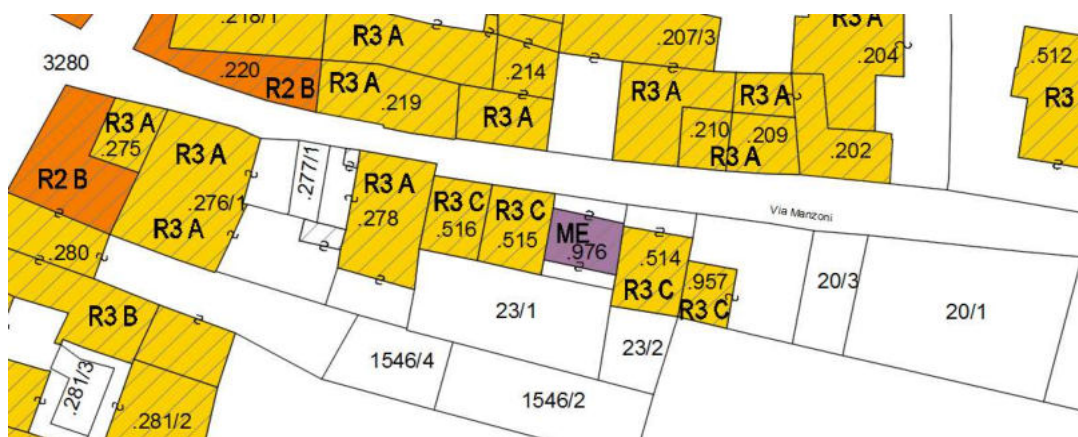 .218/1
R3 A
.207/3
R3 A
.204
.512
3280
.220
R2 B
R3 A
.219
.214
R3 A
R3 A
R3 A
R3
R3 A
.275
R3 A
.277/1
.210
.209
R3 A
.202
R2 B
.276/1
R3 A
R3 A
.278
R3 C
.516
R3 C
.515
ME
.976
Via Manzoni
.280
.514
R3 C
.957
R3 C
20/3
20/1
R3 B
23/1
23/2
1546/4
1546/2
.281/3
.281/2